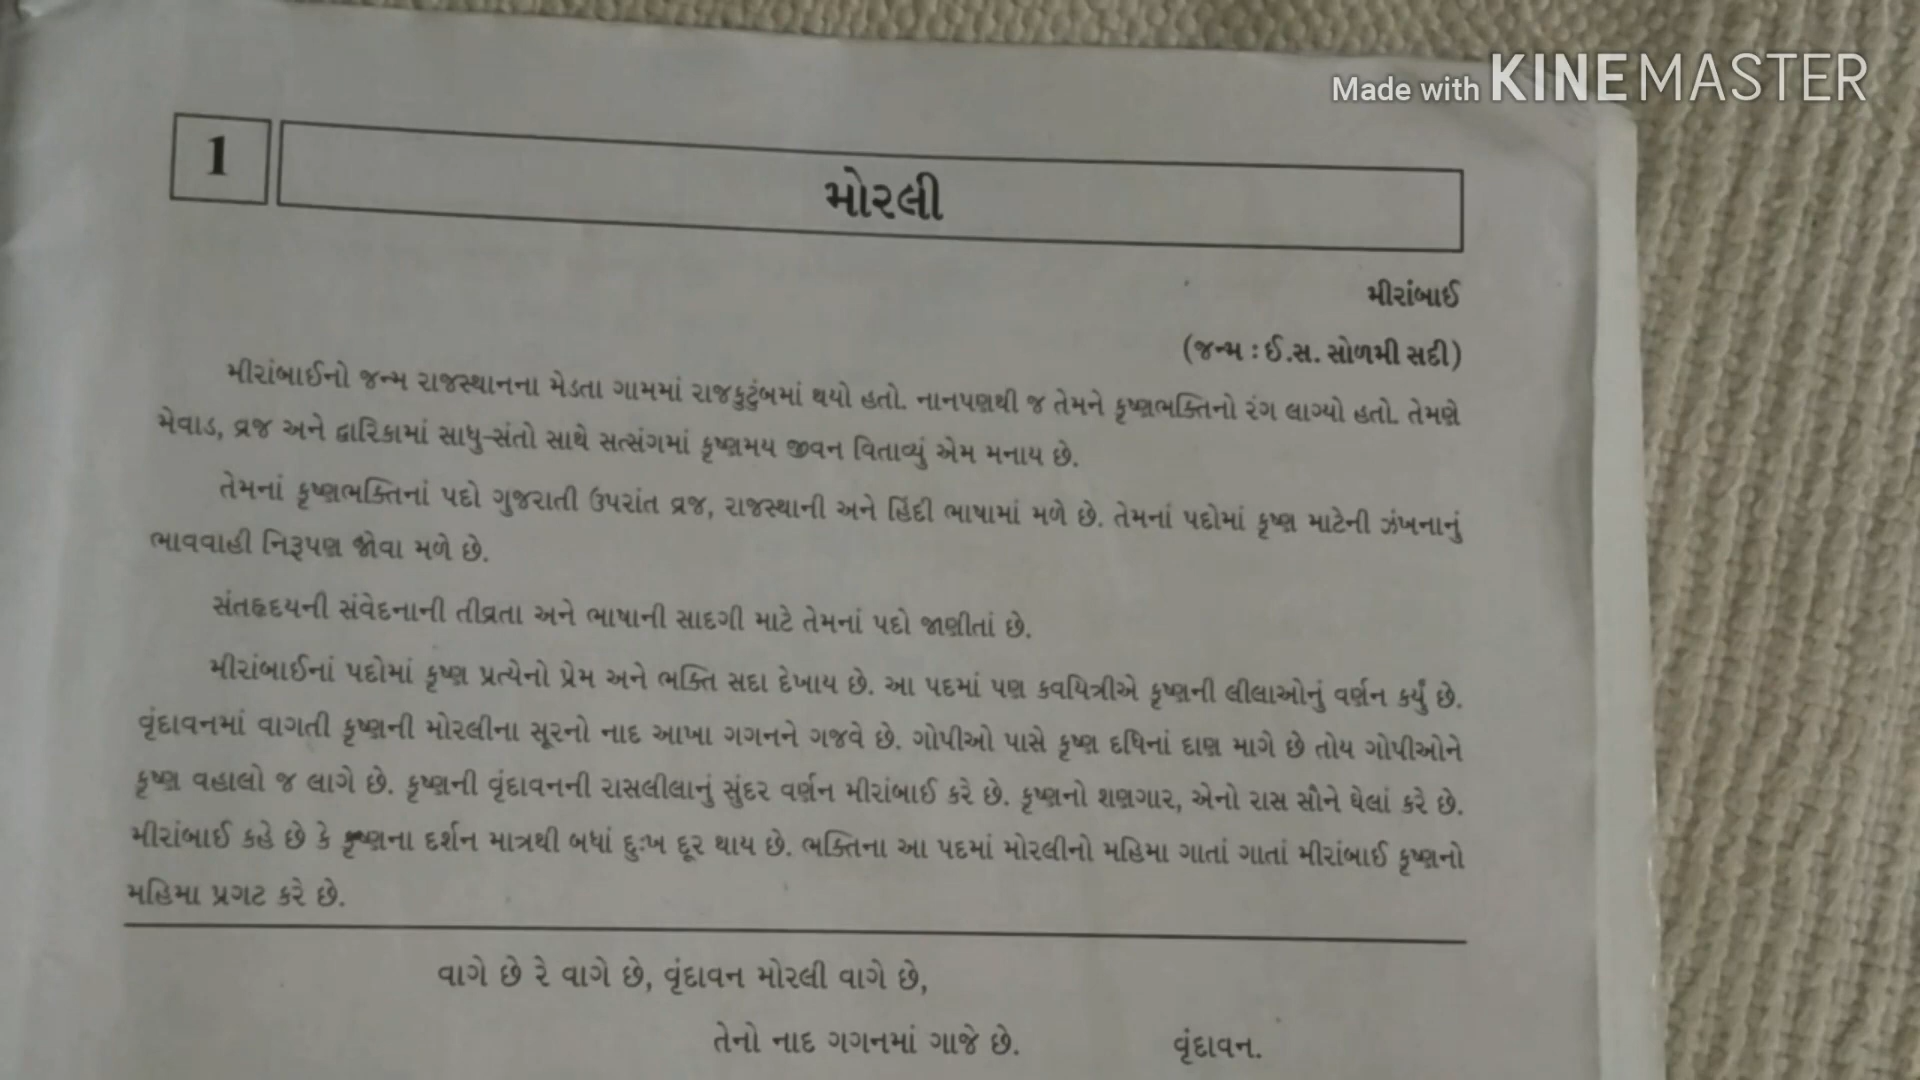 Made with KINEMASTER
1
મોરલી
મીરાંબાઈ
(જન્મ : ઈ.સ. સોળમી સદી)
મીરાંબાઈનો જન્મ રાજસ્થાનના મેડતા ગામમાં રાજકુટુંબમાં થયો હતો. નાનપણથી જ તેમને કૃષ્ણભક્તિનો રંગ લાગ્યો હતો. તેમણે
મેવાડ, વ્રજ અને દ્વારિકામાં સાધુ-સંતો સાથે સત્સંગમાં કૃષ્ણમય જીવન વિતાવ્યું એમ મનાય છે.
તેમનાં કૃષ્ણભક્તિનાં પદો ગુજરાતી ઉપરાંત વ્રજ, રાજસ્થાની અને હિંદી ભાષામાં મળે છે. તેમનાં પદોમાં કૃષ્ણ માટેની ઝંખનાનું
ભાવવાહી નિરૂપણ જોવા મળે છે.
સંતહૃદયની સંવેદનાની તીવ્રતા અને ભાષાની સાદગી માટે તેમનાં પદો જાણીતાં છે.
મીરાંબાઈનાં પદોમાં કૃષ્ણ પ્રત્યેનો પ્રેમ અને ભક્તિ સદા દેખાય છે. આ પદમાં પણ કવયિત્રીએ કૃષ્ણની લીલાઓનું વર્ણન કર્યું છે.
વૃંદાવનમાં વાગતી કૃષ્ણની મોરલીના સૂરનો નાદ આખા ગગનને ગજવે છે. ગોપીઓ પાસે કૃષ્ણ દધિનાં દાણ માગે છે તોય ગોપીઓને
કૃષ્ણ વહાલો જ લાગે છે. કૃષ્ણની વૃંદાવનની રાસલીલાનું સુંદર વર્ણન મીરાંબાઈ કરે છે. કૃષ્ણનો શણગાર, એનો રાસ સૌને ઘેલાં કરે છે.
મીરાંબાઈ કહે છે કે કૃષ્ણના દર્શન માત્રથી બધાં દુઃખ દૂર થાય છે. ભક્તિના આ પદમાં મોરલીનો મહિમા ગાતાં ગાતાં મીરાંબાઈ કૃષ્ણનો
મહિમા પ્રગટ કરે છે.
વાગે છે રે વાગે છે, વૃંદાવન મોરલી વાગે છે,
તેનો નાદ ગગનમાં ગાજે છે. વૃંદાવન.